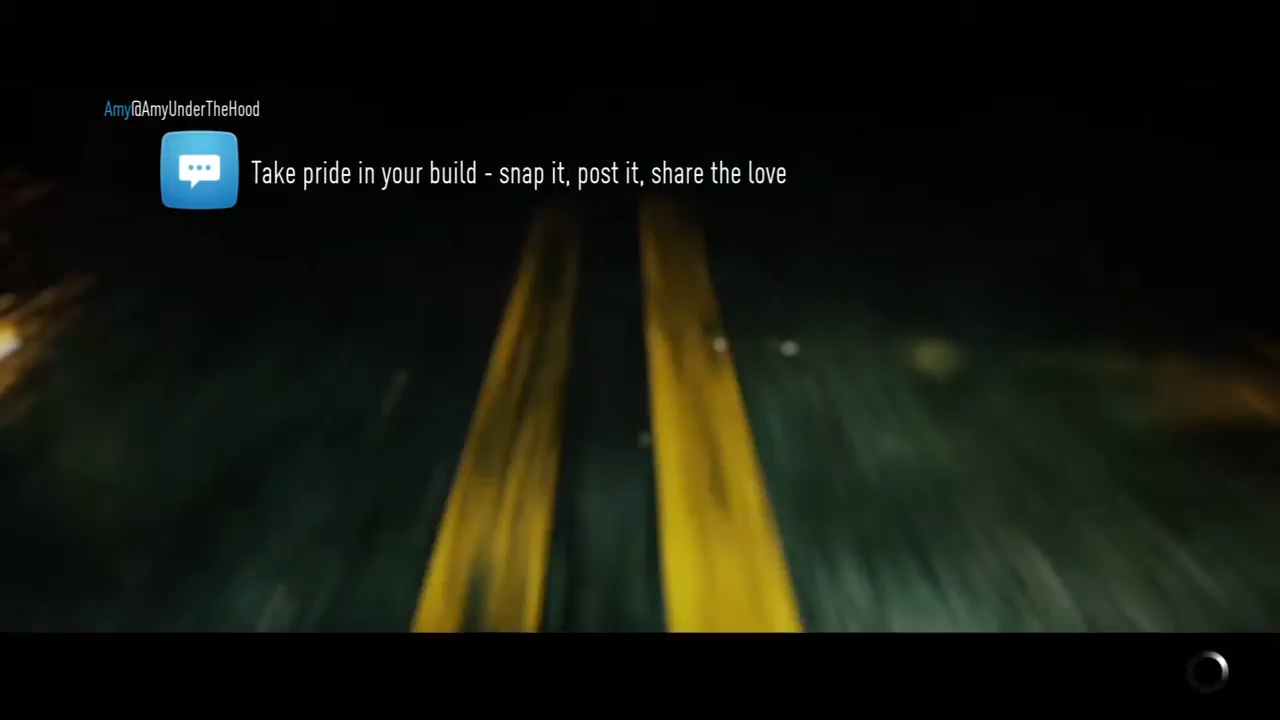 Amy@AmyUnderTheHood
Take pride in your build - snap it, post it, share the love